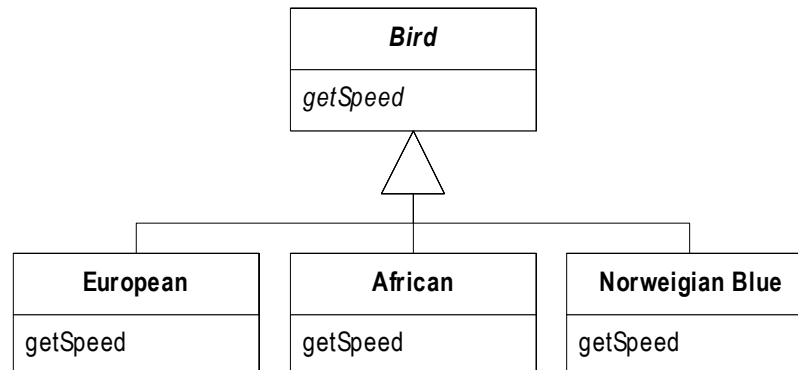 Bird
getSpeed
European
African
Norweigian Blue
getSpeed
getSpeed
getSpeed